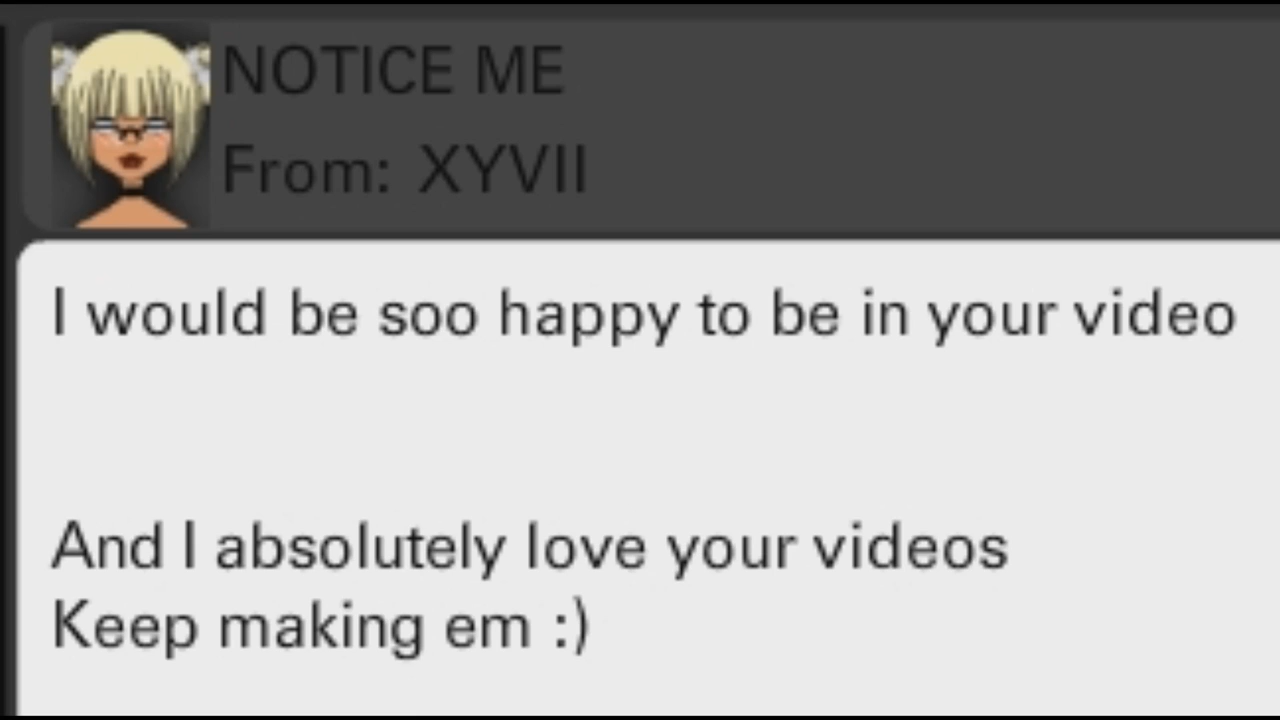 NOTICE ME
From: XYVII
I would be soo happy to be in your video
And I absolutely love your videos
Keep making em :)